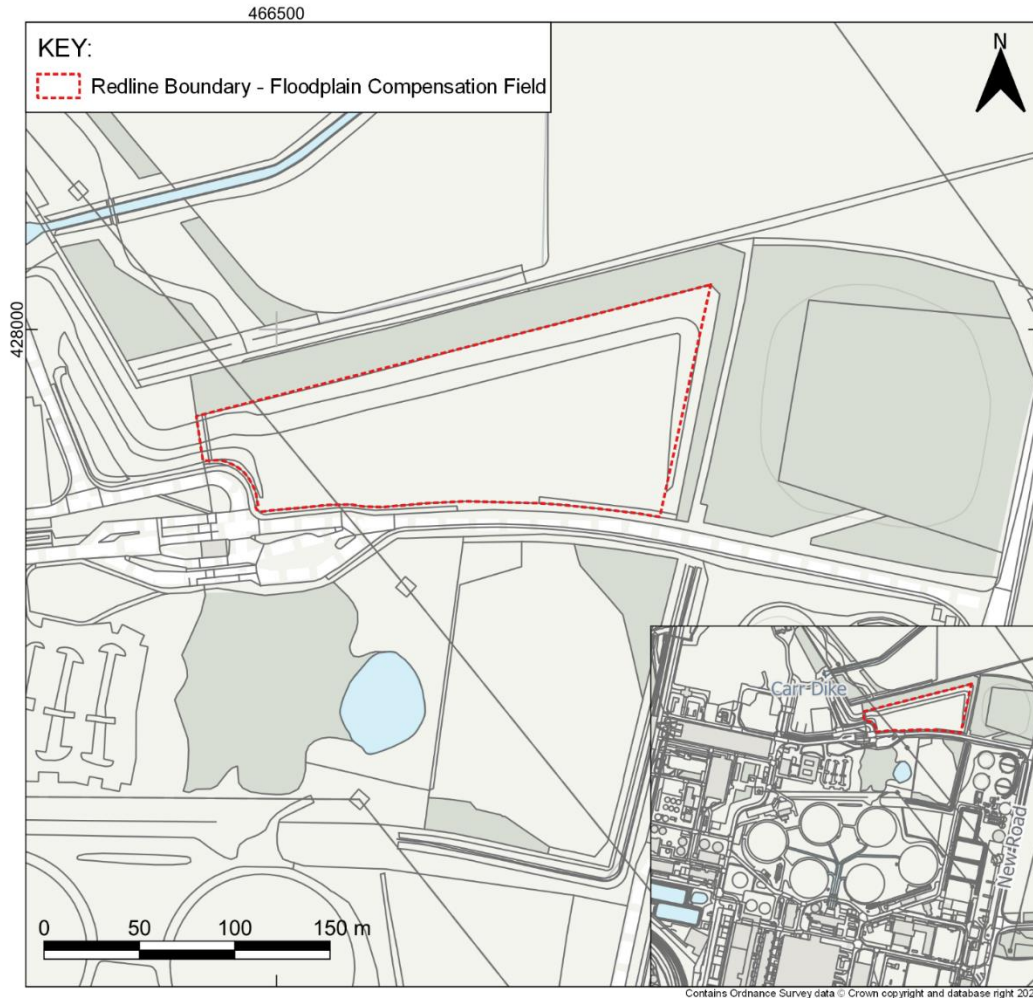 466500
KEY:
Redline Boundary - Floodplain Compensation Field
N
428000
Carr Dike
New Road
0 50 100 150 m
Contains Ordnance Survey data © Crown copyright and database right